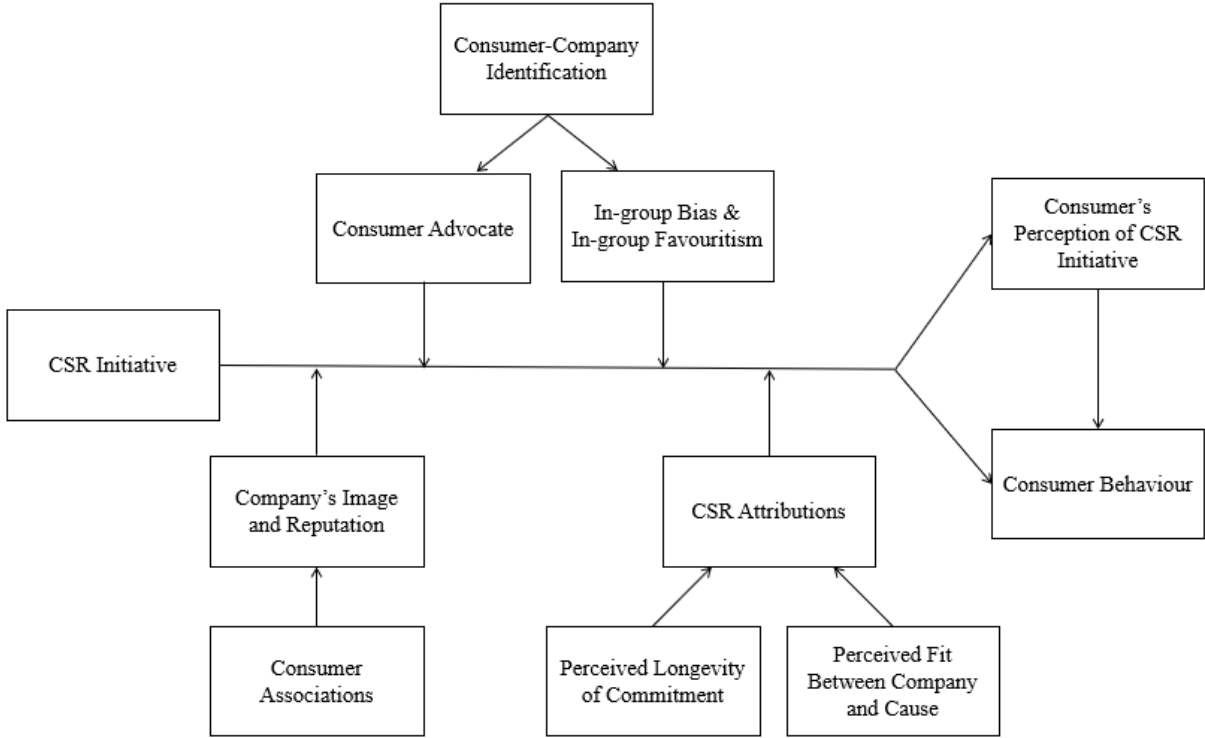 Consumer-Company
Identification
Consumer Advocate
In-group Bias &
In-group Favouritism
Consumer’s
Perception of CSR
Initiative
CSR Initiative
Company’s Image
and Reputation
CSR Attributions
Consumer Behaviour
Consumer
Associations
Perceived Longevity
of Commitment
Perceived Fit
Between Company
and Cause